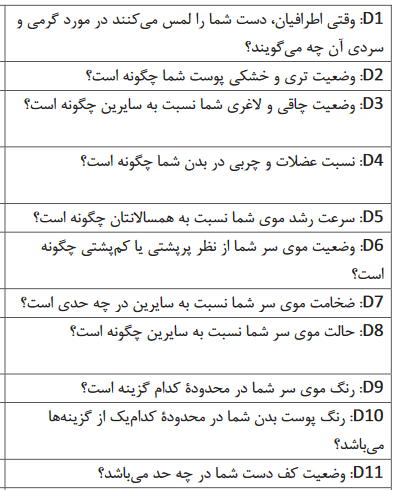 D1: وقتی اطرافیان، دست شما را لمس می‌کنند در مورد گرمی و
سردی آن چه می‌گویند؟
D2: وضعیت تری و خشکی پوست شما چگونه است؟
D3: وضعیت چاقی و لاغری شما نسبت به سایرین چگونه است؟
D4: نسبت عضلات و چربی در بدن شما چگونه است؟
D5: سرعت رشد موی شما نسبت به همسالانتان چگونه است؟
D6: وضعیت موی سر شما از نظر پرپشتی یا کم‌پشتی چگونه
است؟
D7: ضخامت موی سر شما نسبت به سایرین در چه حدی است؟
D8: حالت موی سر شما نسبت به سایرین چگونه است؟
D9: رنگ موی سر شما در محدودۀ کدام گزینه است؟
D10: رنگ پوست بدن شما در محدودۀ کدام‌یک از گزینه‌ها
می‌باشد؟
D11: وضعیت کف دست شما در چه حد می‌باشد؟